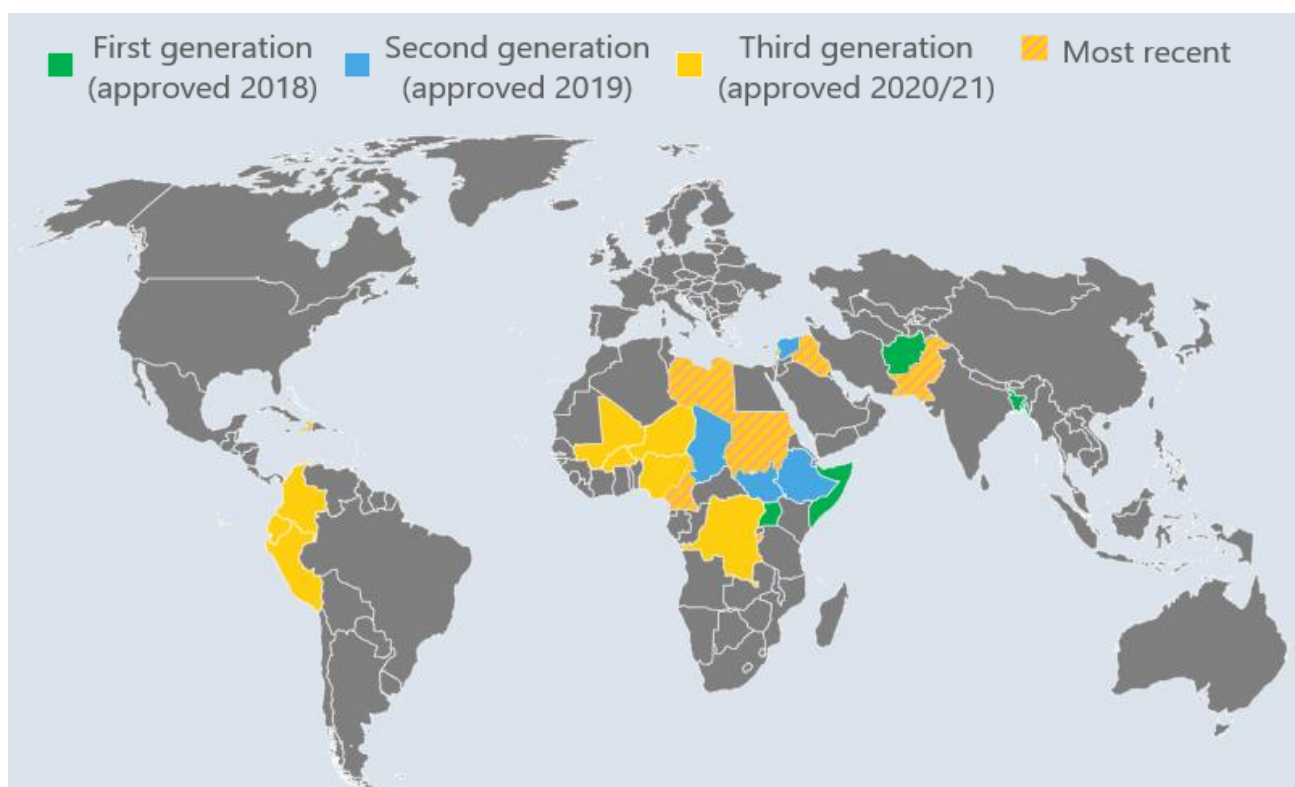 First generation
(approved 2018)
Second generation
(approved 2019)
Third generation
(approved 2020/21)
Most recent